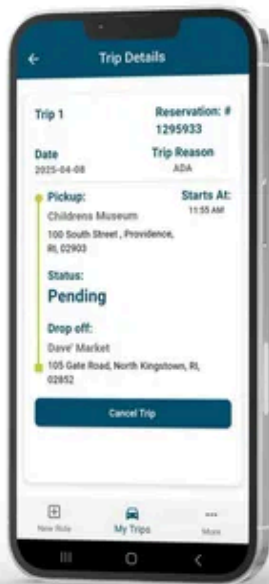 Trip Details
Trip 1
Reservation: #
1295933
Date
2025-04-08
Trip Reason
ADA
Pickup:
Starts At:
Childrens Museum
11:55 AM
100 South Street, Providence,
RI, 02903
Status:
Pending
Drop off:
Dave' Market
105 Gate Road, North Kingstown, RI,
02852
Cancel Trip
New Ride
My Trips
More